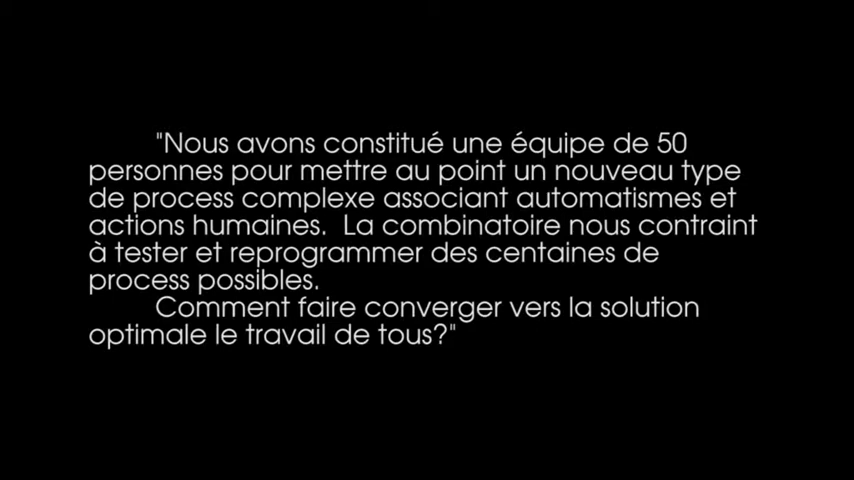 "Nous avons constitué une équipe de 50
personnes pour mettre au point un nouveau type
de process complexe associant automatismes et
actions humaines.  La combinatoire nous contraint
à tester et reprogrammer des centaines de
process possibles.
Comment faire converger vers la solution
optimale le travail de tous?"